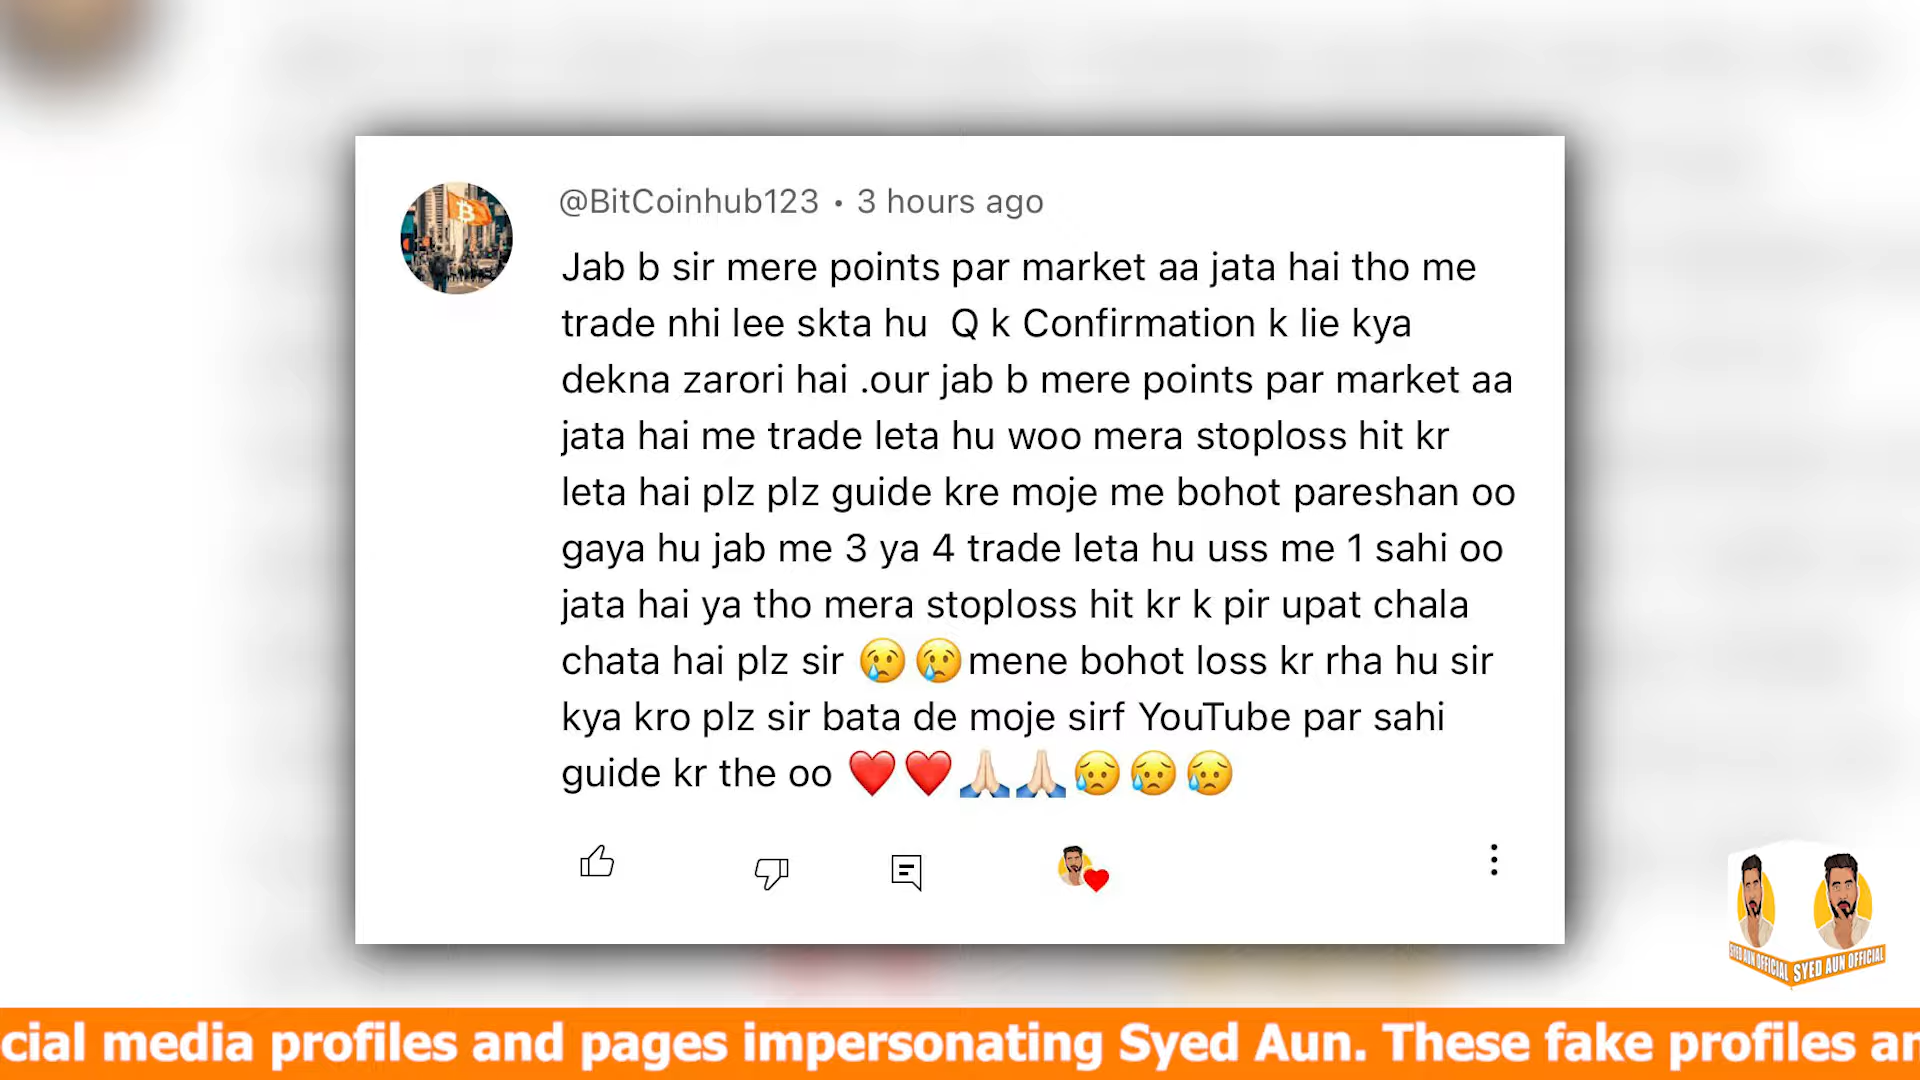 @BitCoinhub123 • 3 hours ago
Jab b sir mere points par market aa jata hai tho me
trade nhi lee skta hu  Q k Confirmation k lie kya
dekna zarori hai .our jab b mere points par market aa
jata hai me trade leta hu woo mera stoploss hit kr
leta hai plz plz guide kre moje me bohot pareshan oo
gaya hu jab me 3 ya 4 trade leta hu uss me 1 sahi oo
jata hai ya tho mera stoploss hit kr k pir upat chala
chata hai plz sir 😢😢mene bohot loss kr rha hu sir
kya kro plz sir bata de moje sirf YouTube par sahi
guide kr the oo ❤️❤️🙏🏻🙏🏻😥😥😥
SYED AUN OFFICIAL
SYED AUN OFFICIAL
cial media profiles and pages impersonating Syed Aun. These fake profiles an